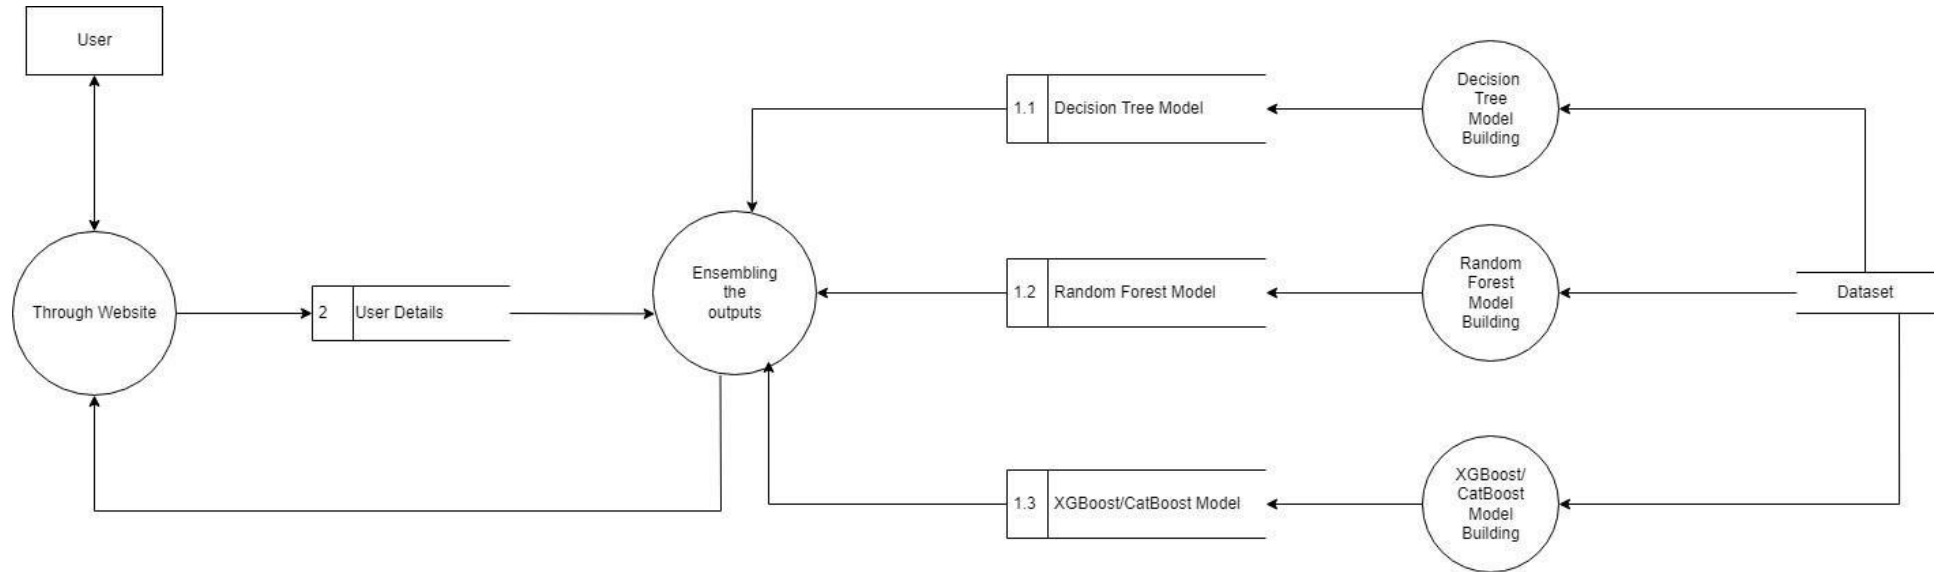 User
Through Website
2 User Details
Ensembling
the
outputs
1.1 Decision Tree Model
1.2 Random Forest Model
1.3 XGBoost/CatBoost Model
Decision
Tree
Model
Building
Random
Forest
Model
Building
XGBoost/
CatBoost
Model
Building
Dataset